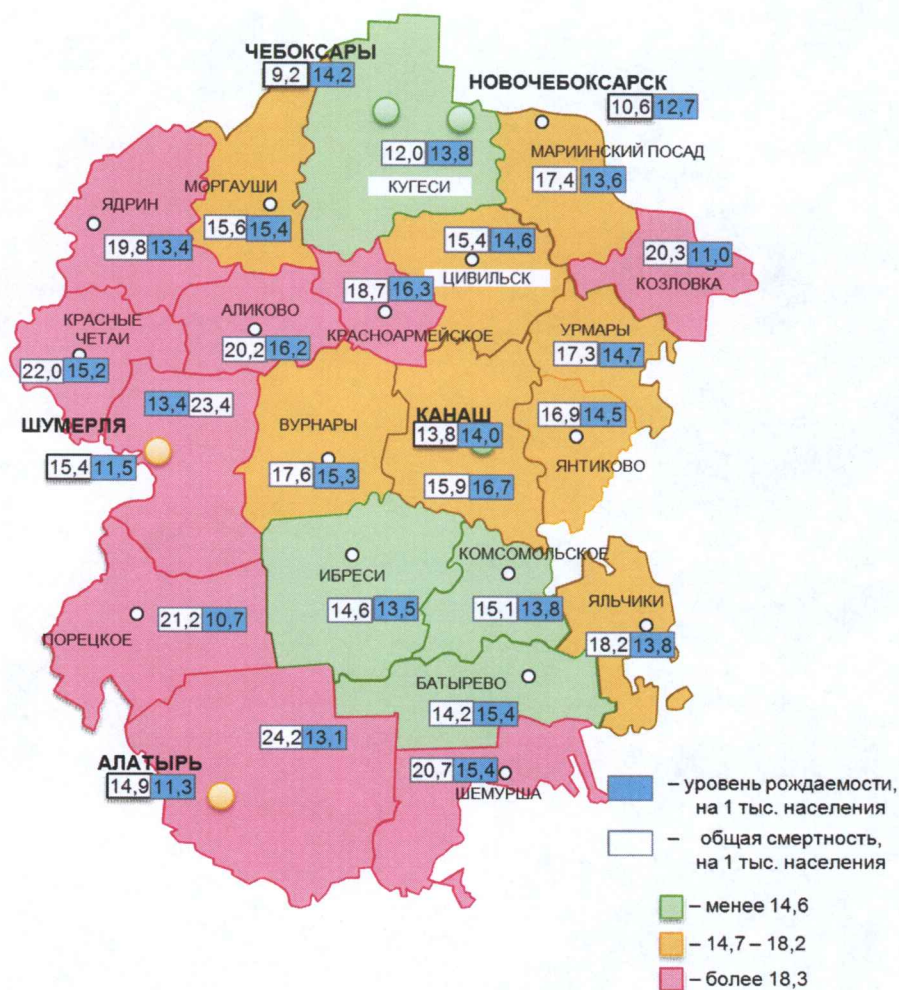 ЧЕБОКСАРЫ
9,2 14,2
НОВОЧЕБОКСАРСК
10,6 12,7
12,0 13,8
КУГЕСИ
МАРИИНСКИЙ ПОСАД
17,4 13,6
МОРГАУШИ
15,6 15,4
ЯДРИН
19,8 13,4
15,4 14,6
ЦИВИЛЬСК
20,3 11,0
КОЗЛОВКА
18,7 16,3
КРАСНОАРМЕЙСКОЕ
АЛИКОВО
20,2 16,2
КРАСНЫЕ
ЧЕТАИ
22,0 15,2
УРМАРЫ
17,3 14,7
13,4 23,4
ШУМЕРЛЯ
15,4 11,5
ВУРНАРЫ
17,6 15,3
КАНАШ
13,8 14,0
15,9 16,7
16,9 14,5
ЯНТИКОВО
ИБРЕСИ
14,6 13,5
КОМСОМОЛЬСКОЕ
15,1 13,8
ЯЛЬЧИКИ
18,2 13,8
21,2 10,7
ПОРЕЦКОЕ
БАТЫРЕВО
14,2 15,4
24,2 13,1
АЛАТЫРЬ
14,9 11,3
20,7 15,4
ШЕМУРША
– уровень рождаемости,
на 1 тыс. населения
– общая смертность,
на 1 тыс. населения
– менее 14,6
– 14,7 – 18,2
– более 18,3